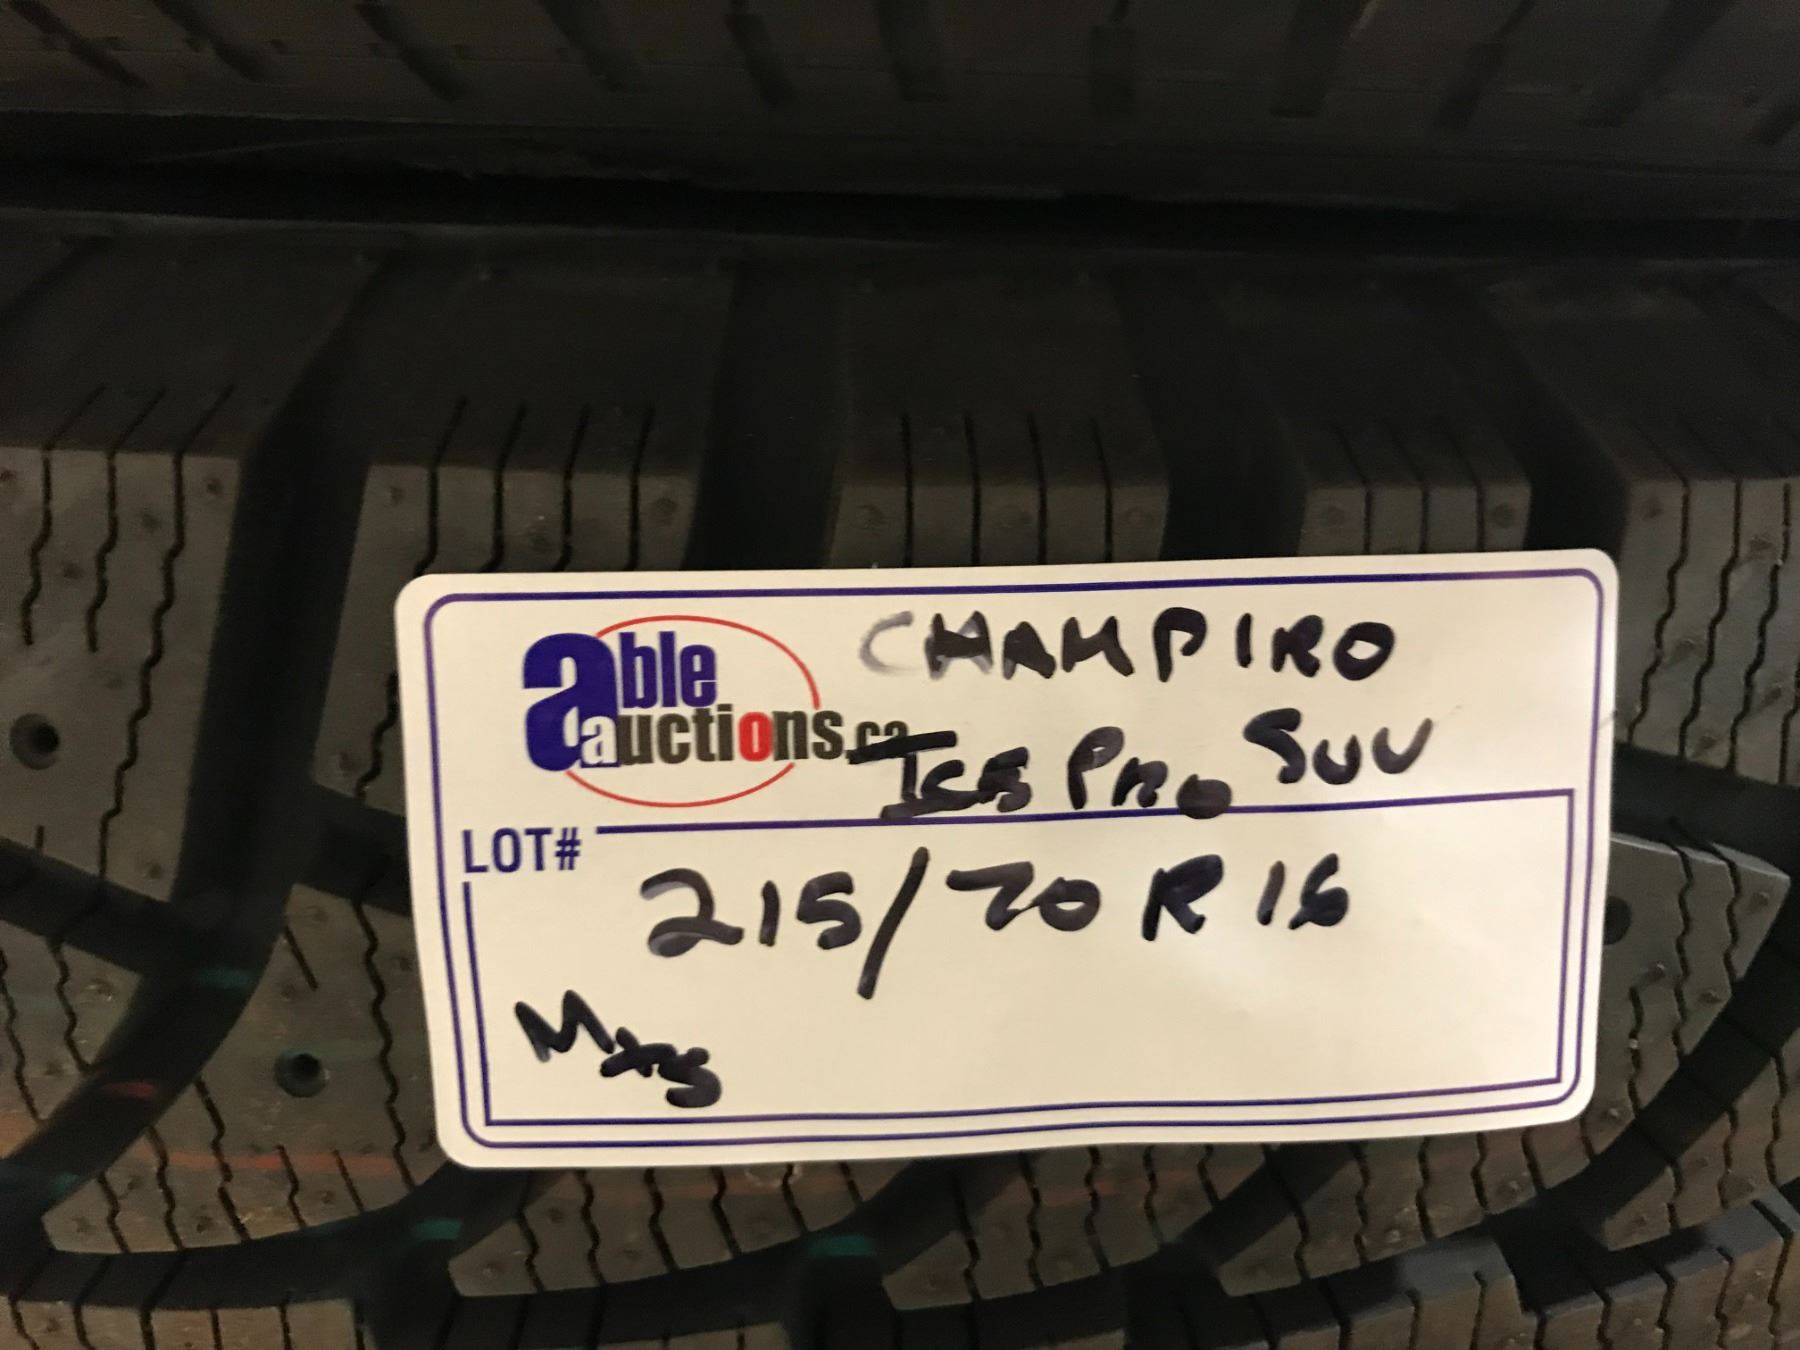 able
auctions.ca
CHAMPIRO
ICE PRO SUV
LOT#
215/70 R 16